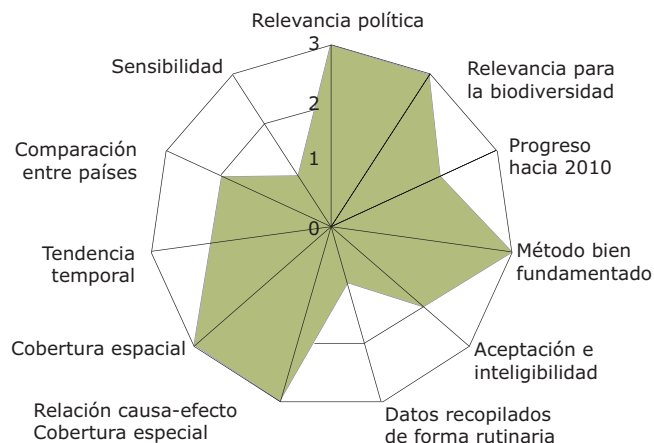 Relevancia política
3
Sensibilidad
Relevancia para
la biodiversidad
2
Comparación
entre países
1
Progreso
hacia 2010
0
Tendencia
temporal
Método bien
fundamentado
Cobertura espacial
Aceptación e
inteligibilidad
Relación causa-efecto
Cobertura especial
Datos recopilados
de forma rutinaria